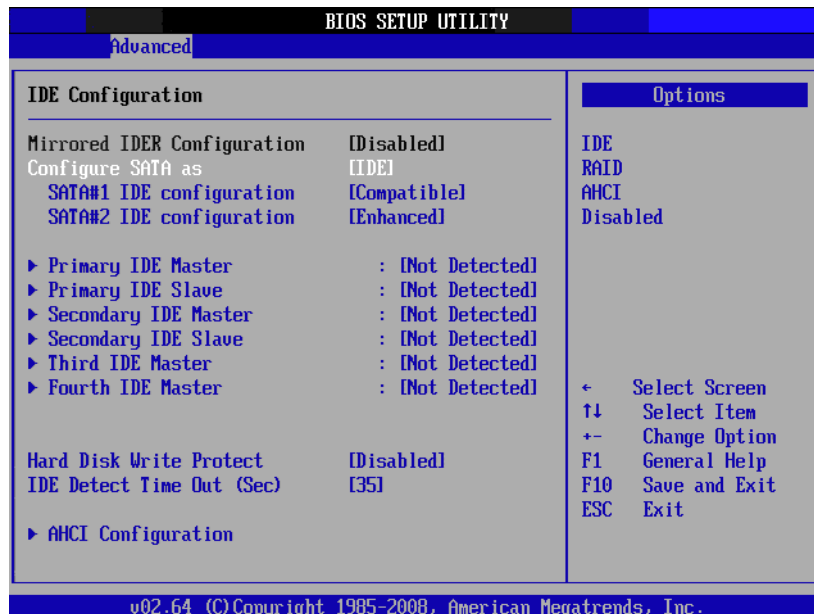 BIOS SETUP UTILITY
Advanced
IDE Configuration
Mirrored IDER Configuration [Disabled]
Configure SATA as [IDE]
SATA#1 IDE configuration [Compatible]
SATA#2 IDE configuration [Enhanced]
▶ Primary IDE Master : [Not Detected]
▶ Primary IDE Slave : [Not Detected]
▶ Secondary IDE Master : [Not Detected]
▶ Secondary IDE Slave : [Not Detected]
▶ Third IDE Master : [Not Detected]
▶ Fourth IDE Master : [Not Detected]
Hard Disk Write Protect [Disabled]
IDE Detect Time Out (Sec) [35]
▶ AHCI Configuration
Options
IDE
RAID
AHCI
Disabled
← Select Screen
↑↓ Select Item
+- Change Option
F1 General Help
F10 Save and Exit
ESC Exit
v02.64 (C)Copyright 1985-2008, American Megatrends, Inc.